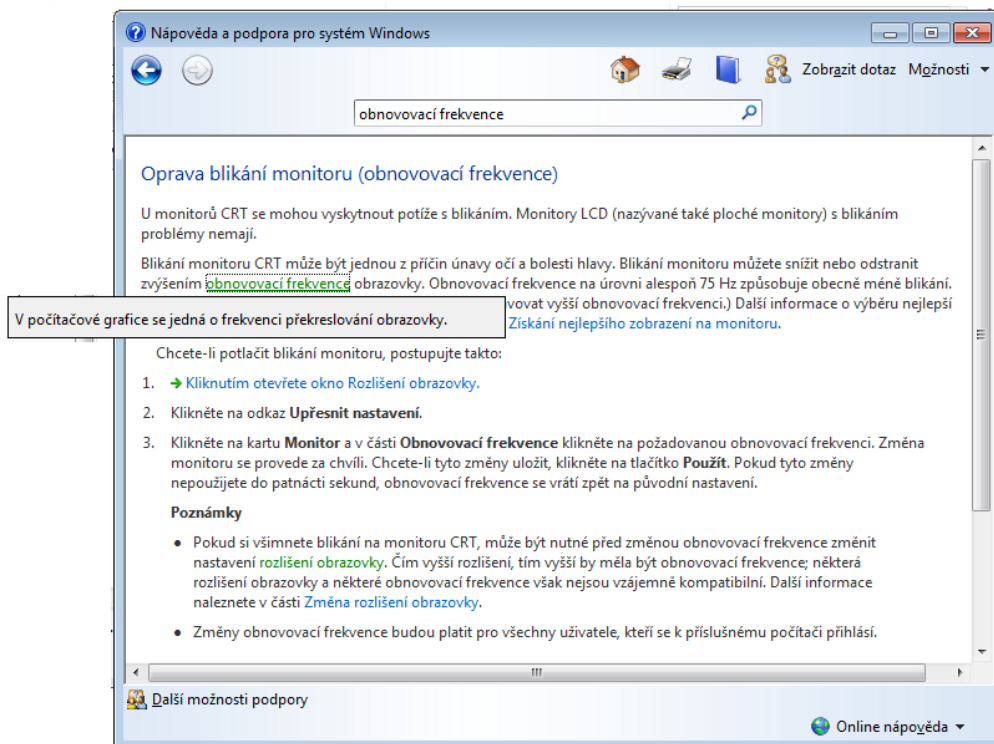 Nápověda a podpora pro systém Windows
Zobrazit dotaz Možnosti
obnovovací frekvence
Oprava blikání monitoru (obnovovací frekvence)
U monitorů CRT se mohou vyskytnout potíže s blikáním. Monitory LCD (nazývané také ploché monitory) s blikáním
problémy nemají.
Blikání monitoru CRT může být jednou z příčin únavy očí a bolesti hlavy. Blikání monitoru můžete snížit nebo odstranit
zvýšením obnovovací frekvence obrazovky. Obnovovací frekvence na úrovni alespoň 75 Hz způsobuje obecně méně blikání.
vovat vyšší obnovovací frekvenci.) Další informace o výběru nejlepší
V počítačové grafice se jedná o frekvenci překreslování obrazovky.
Získání nejlepšího zobrazení na monitoru.
Chcete-li potlačit blikání monitoru, postupujte takto:
1. Kliknutím otevřete okno Rozlišení obrazovky.
2. Klikněte na odkaz Upřesnit nastavení.
3. Klikněte na kartu Monitor a v části Obnovovací frekvence klikněte na požadovanou obnovovací frekvenci. Změna
monitoru se provede za chvíli. Chcete-li tyto změny uložit, klikněte na tlačítko Použít. Pokud tyto změny
nepoužijete do patnácti sekund, obnovovací frekvence se vrátí zpět na původní nastavení.
Poznámky
• Pokud si všimnete blikání na monitoru CRT, může být nutné před změnou obnovovací frekvence změnit
nastavení rozlišení obrazovky. Čím vyšší rozlišení, tím vyšší by měla být obnovovací frekvence; některá
rozlišení obrazovky a některé obnovovací frekvence však nejsou vzájemně kompatibilní. Další informace
naleznete v části Změna rozlišení obrazovky.
• Změny obnovovací frekvence budou platit pro všechny uživatele, kteří se k příslušnému počítači přihlásí.
Další možnosti podpory
Online nápověda